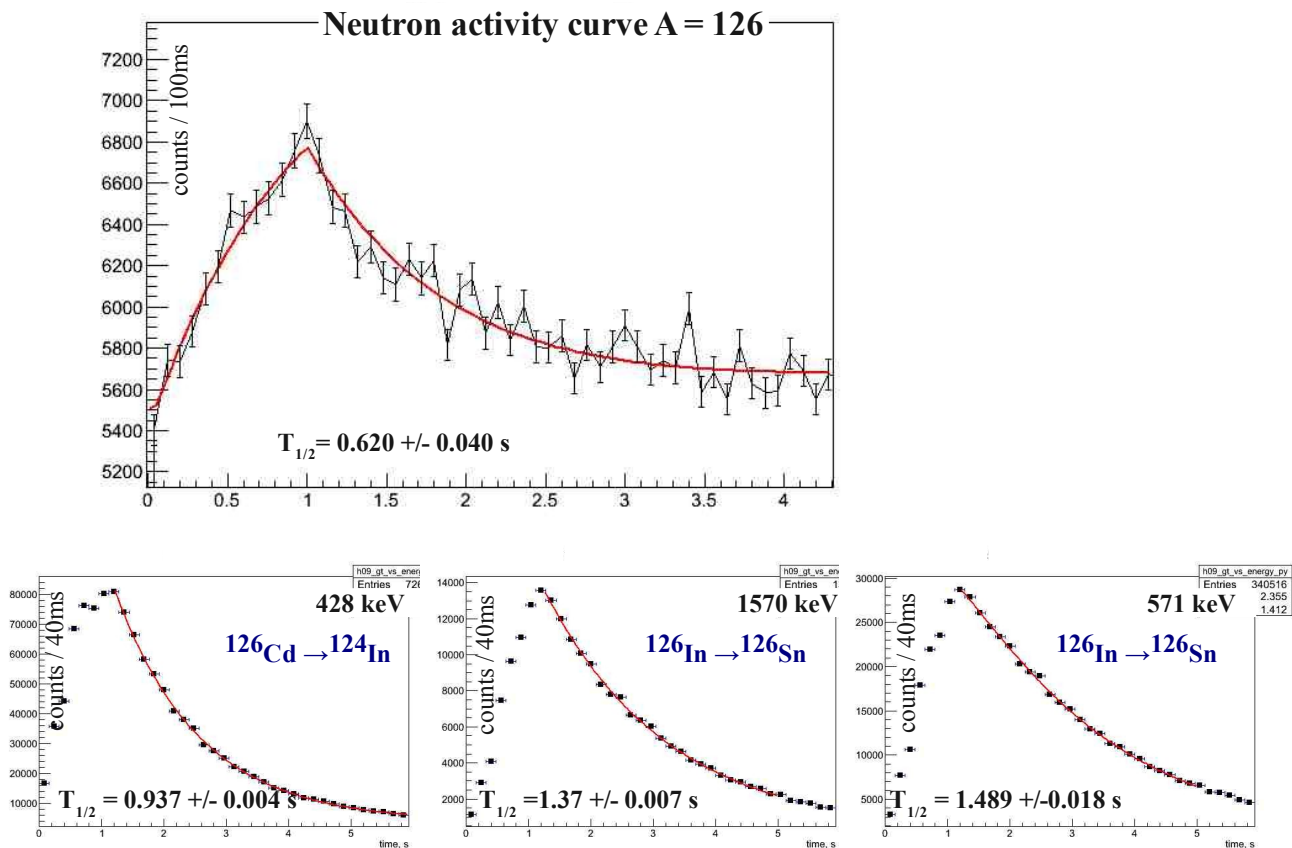 Neutron activity curve A = 126
counts / 100ms
7200
7000
6800
6600
6400
6200
6000
5800
5600
5400
5200
T1/2= 0.620 +/- 0.040 s
0 0.5 1 1.5 2 2.5 3 3.5 4
h09_gt_vs_energ
Entries 726
428 keV
126Cd →124In
counts / 40ms
80000
70000
60000
50000
40000
30000
20000
10000
T1/2 = 0.937 +/- 0.004 s
0 1 2 3 4 5
time, s
h09_gt_vs_energ
Entries 1
1570 keV
126In →126Sn
counts / 40ms
14000
12000
10000
8000
6000
4000
2000
T1/2 =1.37 +/- 0.007 s
0 1 2 3 4 5
time, s
h09_gt_vs_energy_py
Entries 340516
2.355
1.412
571 keV
126In →126Sn
counts / 40ms
30000
25000
20000
15000
10000
5000
T1/2 = 1.489 +/-0.018 s
0 1 2 3 4 5
time, s